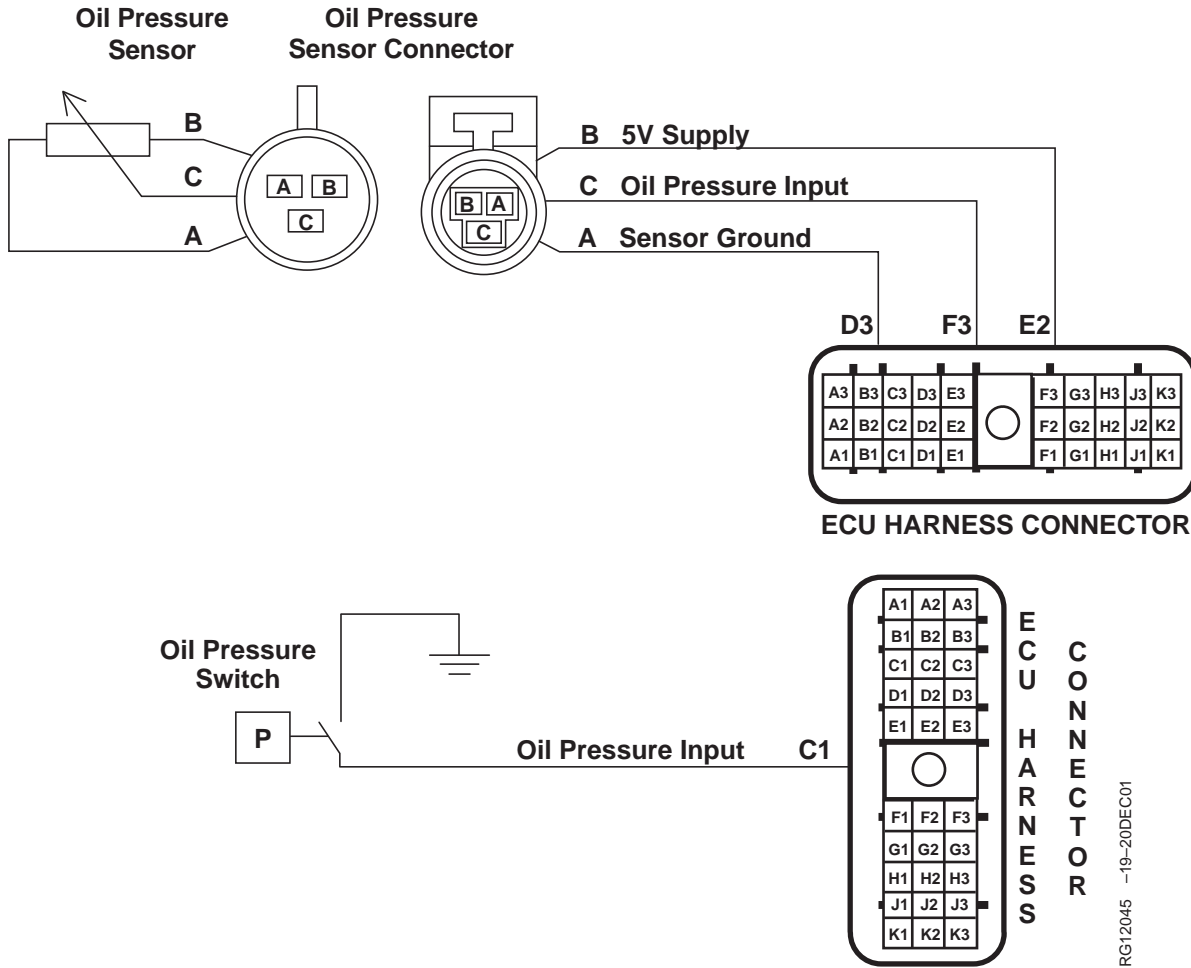 Oil Pressure
Sensor
Oil Pressure
Sensor Connector
B
C
A
A B
C
B A
C
B 5V Supply
C Oil Pressure Input
A Sensor Ground
D3 F3 E2
A3 B3 C3 D3 E3 F3 G3 H3 J3 K3
A2 B2 C2 D2 E2 F2 G2 H2 J2 K2
A1 B1 C1 D1 E1 F1 G1 H1 J1 K1
ECU HARNESS CONNECTOR
Oil Pressure
Switch
P
Oil Pressure Input C1
A1 A2 A3
B1 B2 B3
C1 C2 C3
D1 D2 D3
E1 E2 E3
F1 F2 F3
G1 G2 G3
H1 H2 H3
J1 J2 J3
K1 K2 K3
ECU HARNESS
CONNECTOR
RG12045 –19–20DEC01